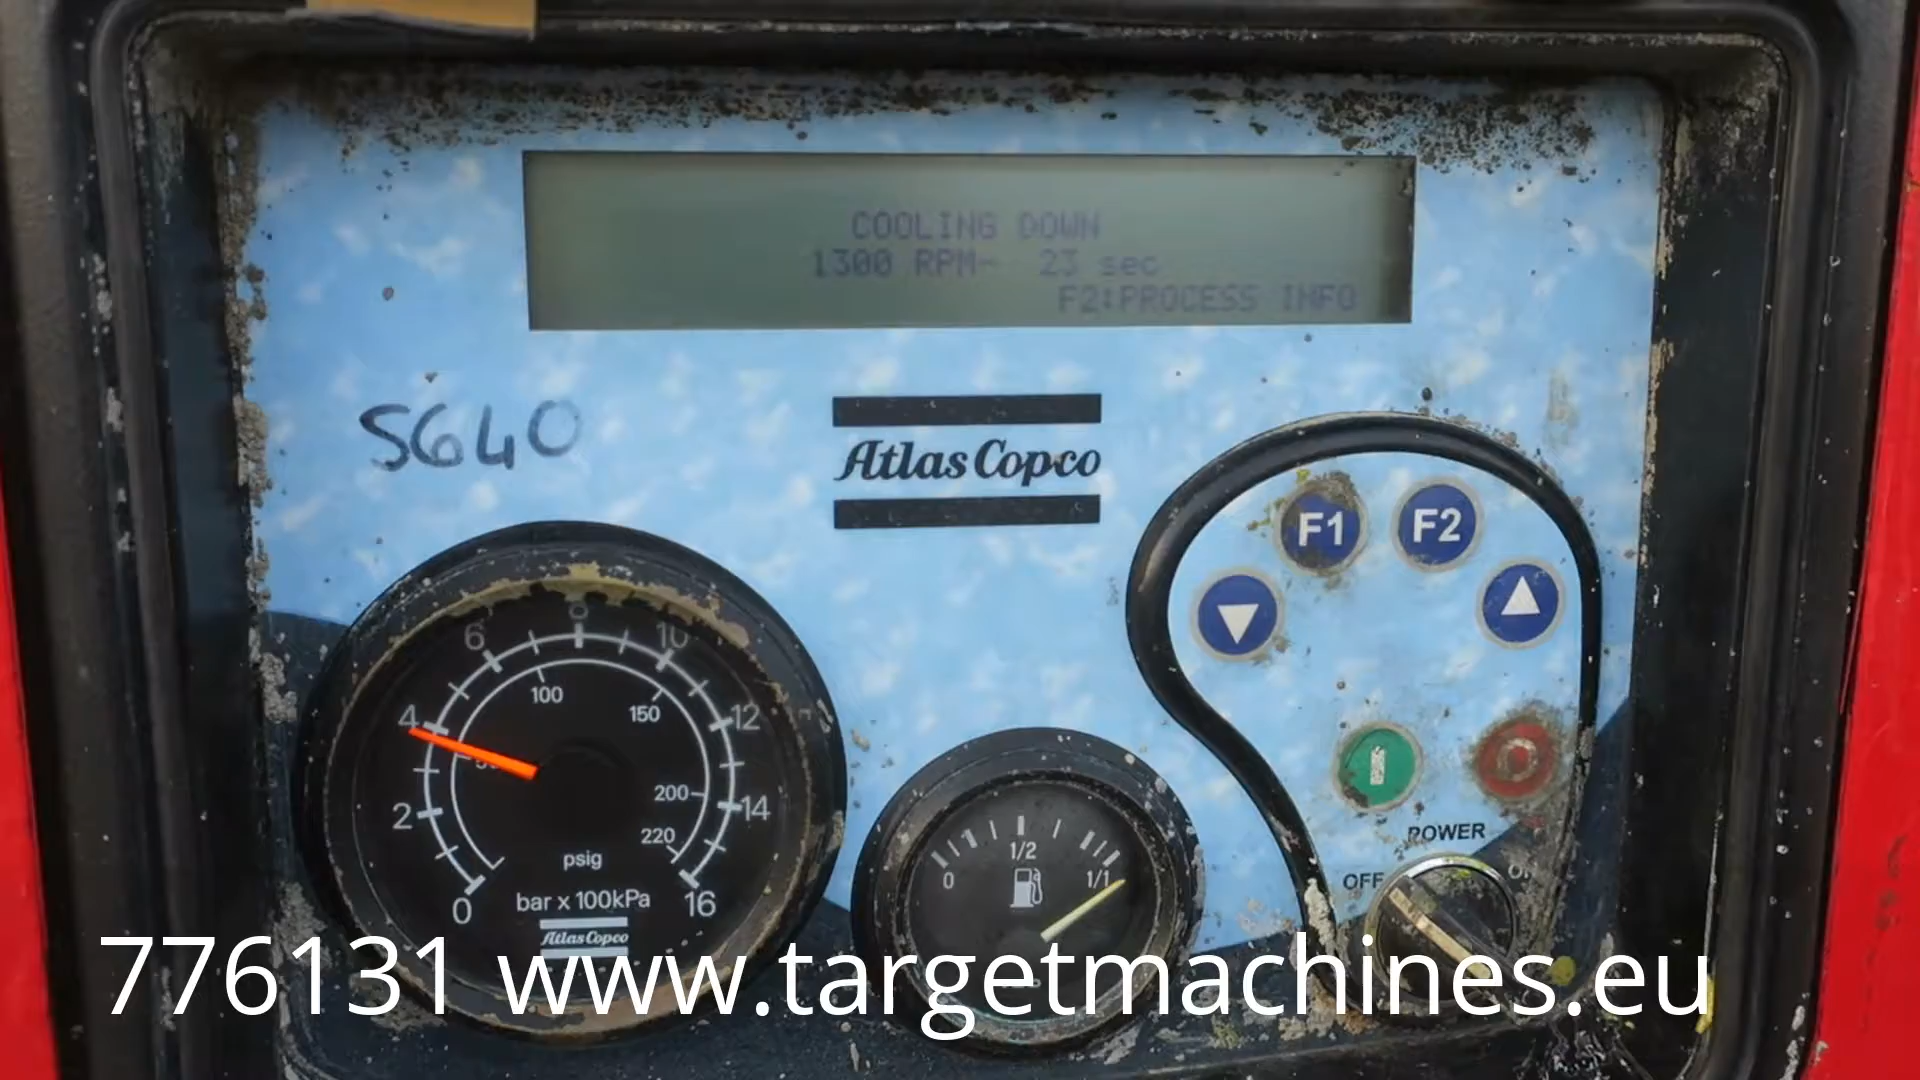 COOLING DOWN
1300 RPM- 23 sec
F2:PROCESS INFO
5640
Atlas Copco
F1 F2
6 8 10
100
4 150 12
2 200 14
220
psig
0 bar x 100kPa 16
Atlas Copco
1/2
0 1/1
POWER
OFF
776131 www.targetmachines.eu